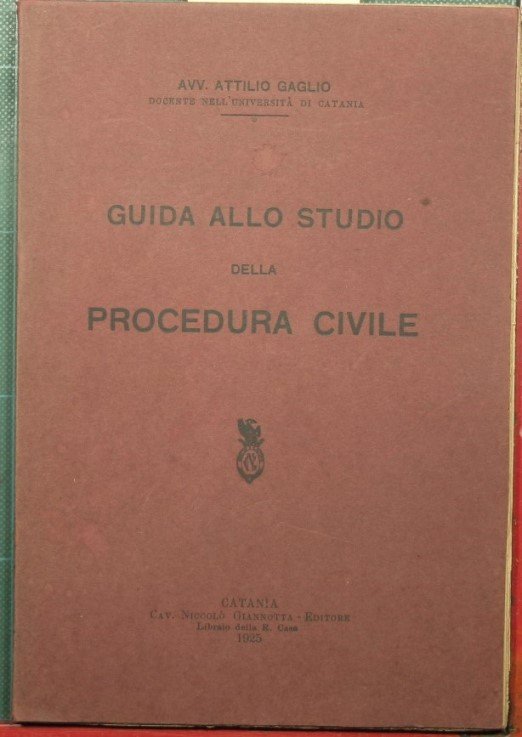 AVV. ATTILIO GAGLIO
DOCENTE NELL'UNIVERSITÀ DI CATANIA
GUIDA ALLO STUDIO
DELLA
PROCEDURA CIVILE
CATANIA
CAV. NICCOLÒ GIANNOTTA - EDITORE
Libraio della R. Casa
1925